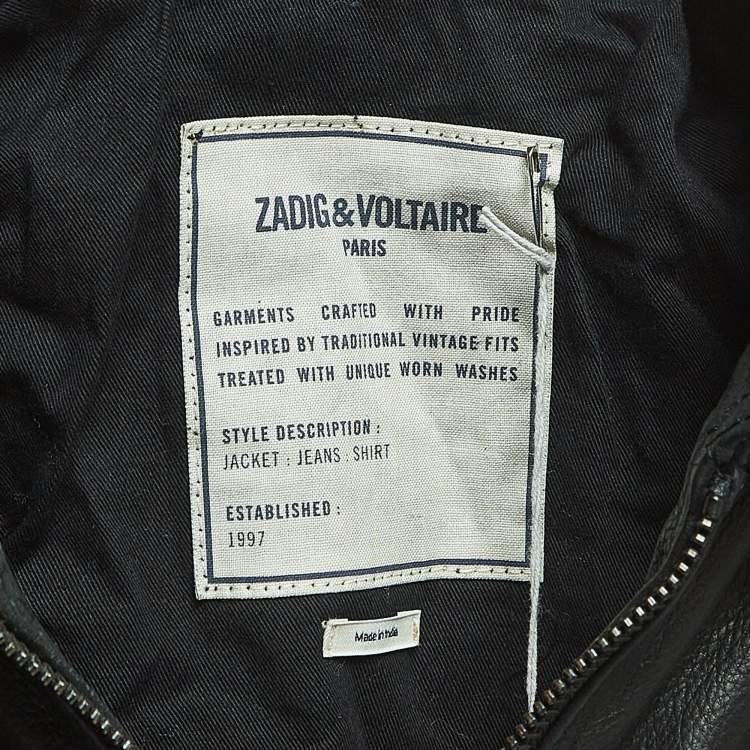 ZADIG&VOLTAIRE
PARIS
GARMENTS CRAFTED WITH PRIDE
INSPIRED BY TRADITIONAL VINTAGE FITS
TREATED WITH UNIQUE WORN WASHES
STYLE DESCRIPTION :
JACKET : JEANS : SHIRT
ESTABLISHED :
1997
Made in India